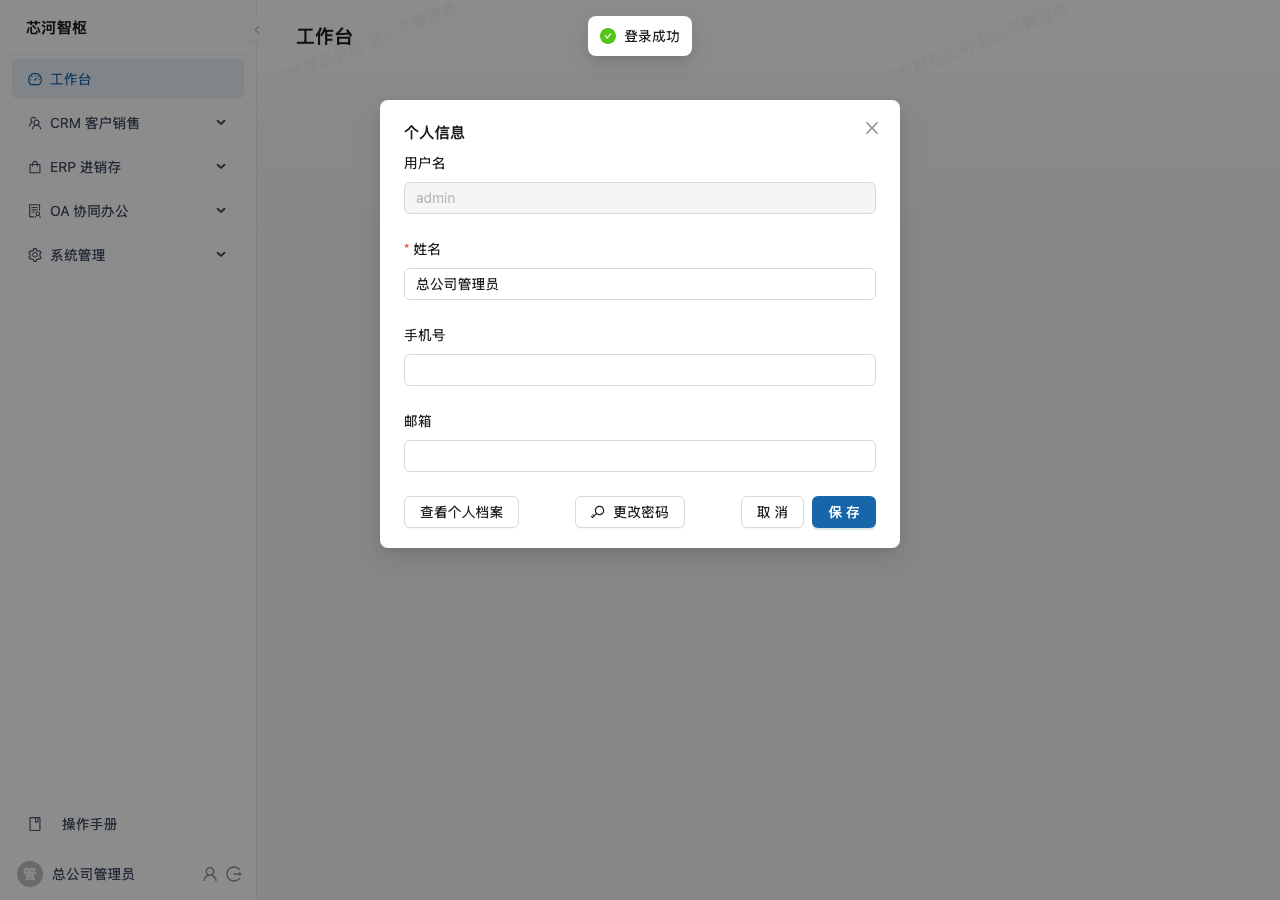 芯河智枢
工作台
登录成功
工作台
CRM 客户销售
ERP 进销存
OA 协同办公
系统管理
个人信息
用户名
admin
* 姓名
总公司管理员
手机号
邮箱
查看个人档案
更改密码
取 消
保 存
操作手册
管
总公司管理员